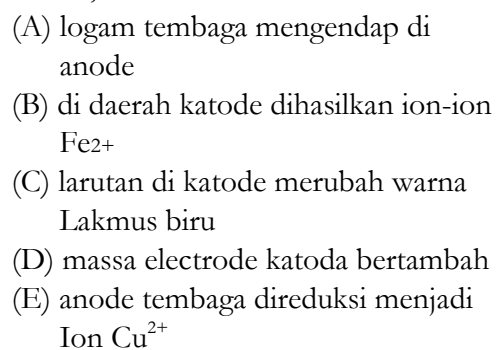 (A) logam tembaga mengendap di
anode
(B) di daerah katode dihasilkan ion-ion
Fe2+
(C) larutan di katode merubah warna
Lakmus biru
(D) massa electrode katoda bertambah
(E) anode tembaga direduksi menjadi
Ion Cu²⁺